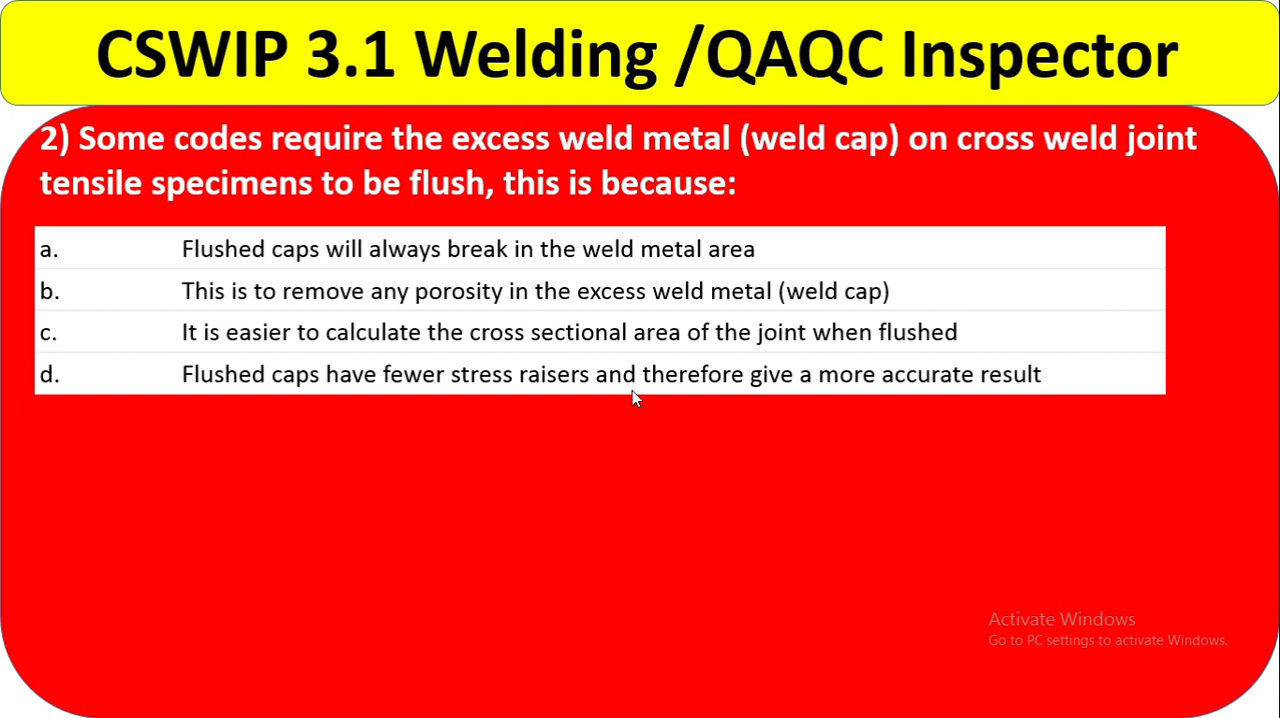 CSWIP 3.1 Welding /QAQC Inspector
2) Some codes require the excess weld metal (weld cap) on cross weld joint
tensile specimens to be flush, this is because:
a. Flushed caps will always break in the weld metal area
b. This is to remove any porosity in the excess weld metal (weld cap)
c. It is easier to calculate the cross sectional area of the joint when flushed
d. Flushed caps have fewer stress raisers and therefore give a more accurate result
Activate Windows
Go to PC settings to activate Windows.